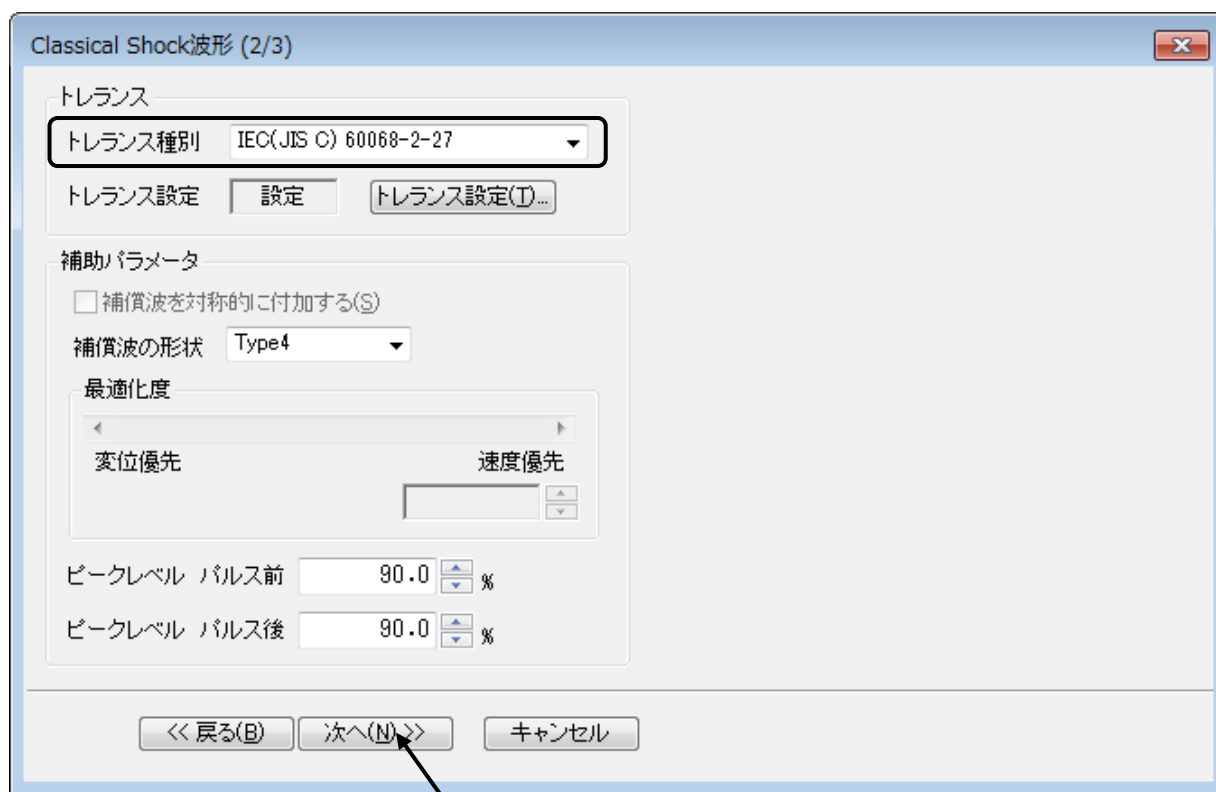 Classical Shock波形 (2/3)
トレランス
トレランス種別 IEC(JIS C) 60068-2-27
トレランス設定 設定 トレランス設定(T)...
補助パラメータ
補償波を対称的に付加する(S)
補償波の形状 Type4
最適化度
変位優先 速度優先
ピークレベル パルス前 90.0 %
ピークレベル パルス後 90.0 %
<< 戻る(B) 次へ(N) >> キャンセル